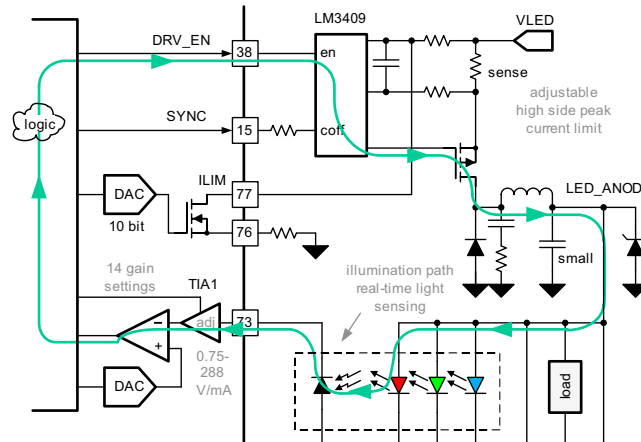 LM3409
DRV_EN
38
en
VLED
sense
adjustable
high side peak
current limit
logic
SYNC
15
coff
ILIM
77
DAC
10 bit
76
LED_ANOD
small
14 gain
settings
TIA1
illumination path
real-time light
sensing
adj
73
−
+
0.75-
288
V/mA
DAC
load